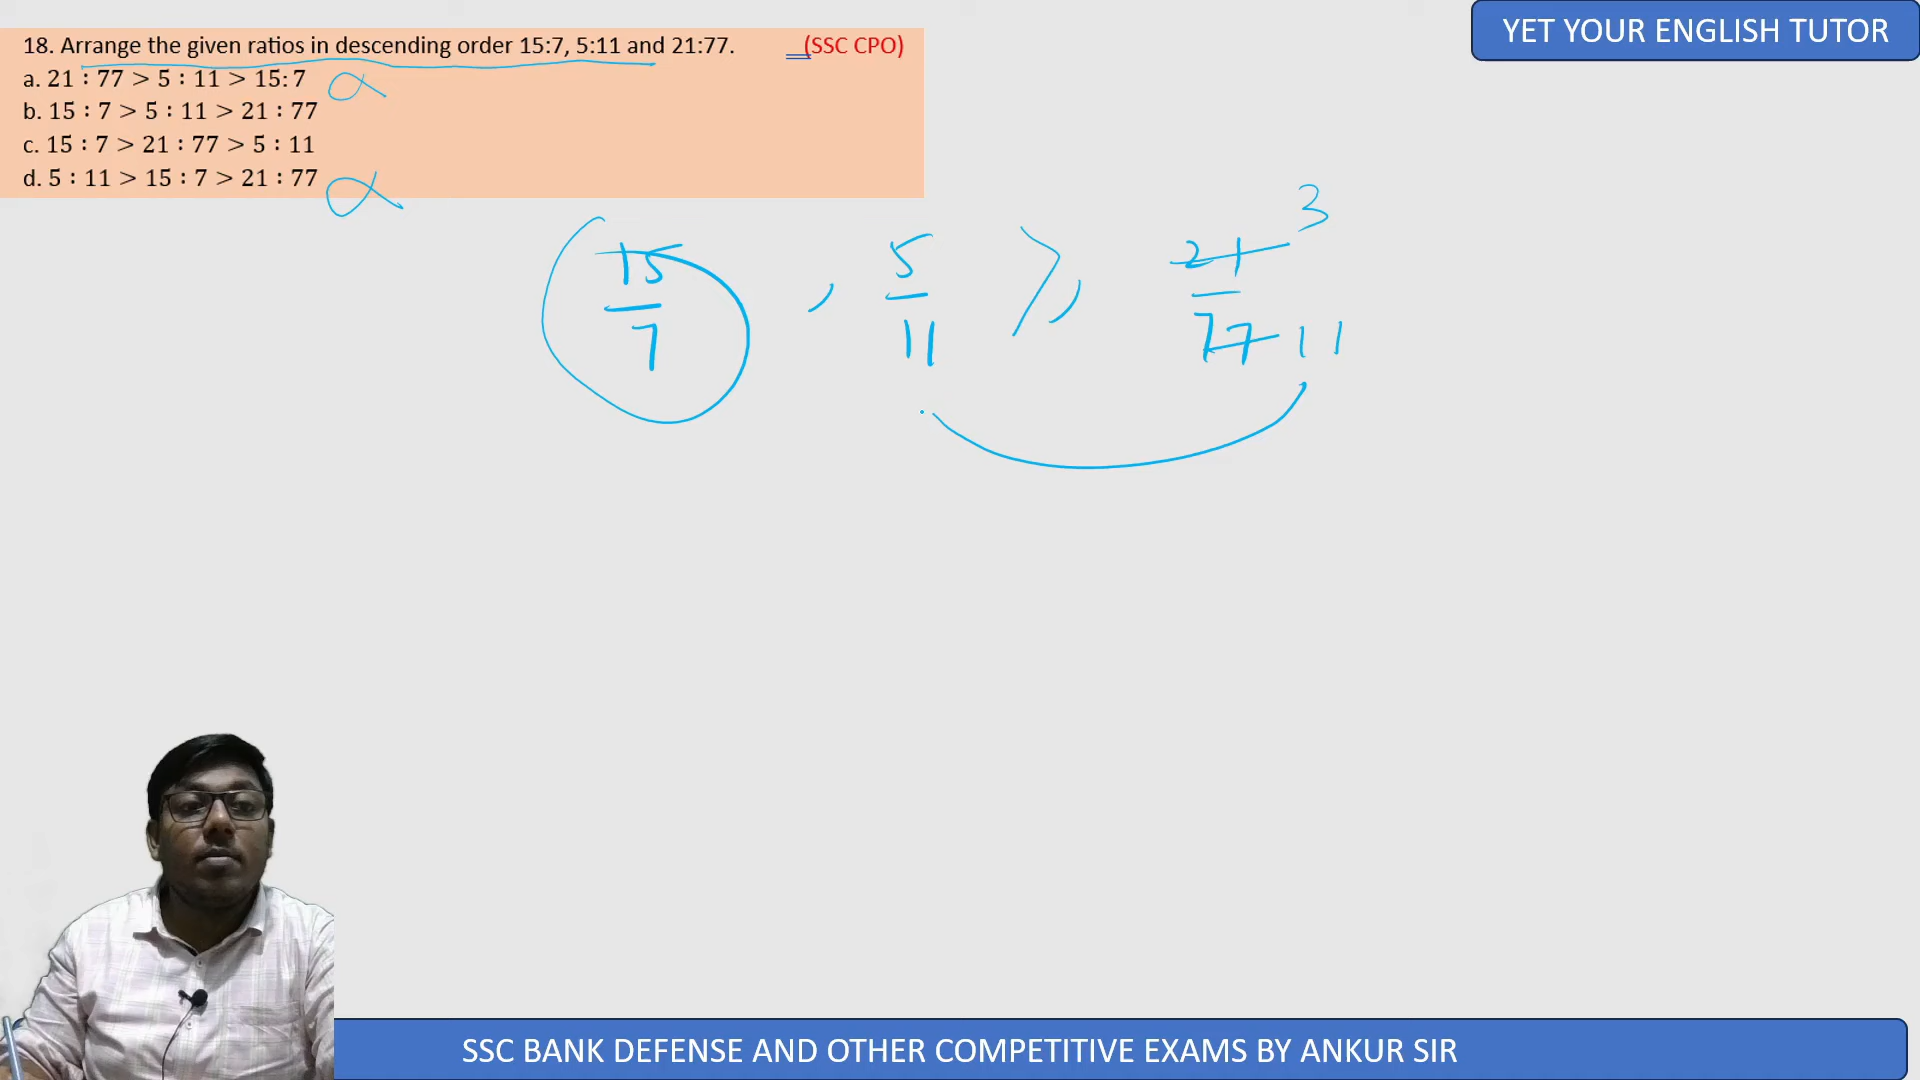 YET YOUR ENGLISH TUTOR
18. Arrange the given ratios in descending order 15:7, 5:11 and 21:77. __(SSC CPO)
a. 21 : 77 > 5 : 11 > 15: 7
b. 15 : 7 > 5 : 11 > 21 : 77
c. 15 : 7 > 21 : 77 > 5 : 11
d. 5 : 11 > 15 : 7 > 21 : 77
3
15 , 5 > , 21
7 11 77 11
SSC BANK DEFENSE AND OTHER COMPETITIVE EXAMS BY ANKUR SIR